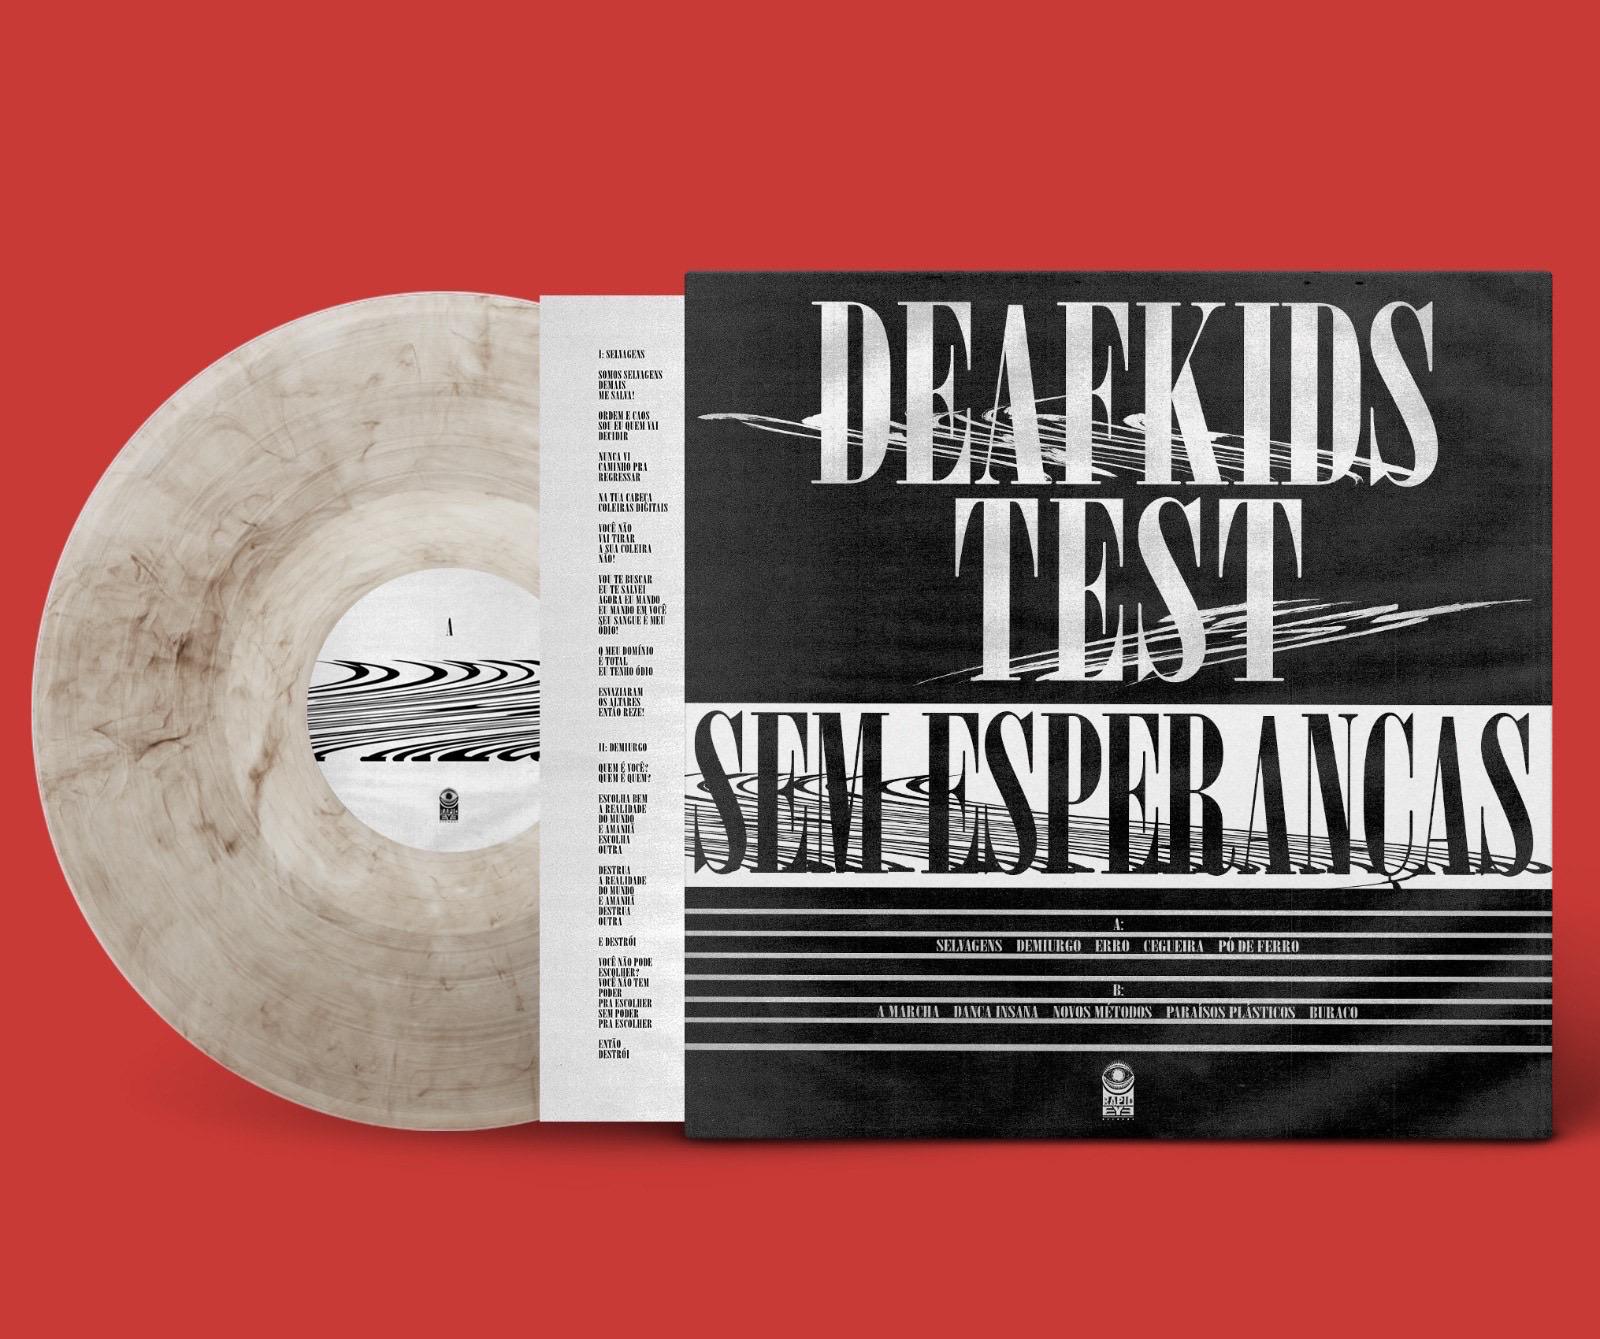 A
RAPID
EYE
I: SELVAGENS
SOMOS SELVAGENS
DEMAIS
ME SALVA!
ORDEM E CAOS
SOU EU QUEM VAI
DECIDIR
NUNCA VI
CAMINHO PRA
REGRESSAR
NA TUA CABEÇA
COLEIRAS DIGITAIS
VOCÊ NÃO
VAI TIRAR
A SUA COLEIRA
NÃO!
VOU TE BUSCAR
EU TE SALVEI
AGORA EU MANDO
EU MANDO EM VOCÊ
SEU SANGUE É MEU
ÓDIO!
O MEU DOMÍNIO
É TOTAL
EU TENHO ÓDIO
ESVAZIARAM
OS ALTARES
ENTÃO REZE!
II: DEMIURGO
QUEM É VOCÊ?
QUEM É QUEM?
ESCOLHA BEM
A REALIDADE
DO MUNDO
E AMANHÃ
ESCOLHA
OUTRA
DESTRUA
A REALIDADE
DO MUNDO
E AMANHÃ
DESTRUA
OUTRA
E DESTRÓI
VOCÊ NÃO PODE
ESCOLHER?
VOCÊ NÃO TEM
PODER
PRA ESCOLHER
SEM PODER
PRA ESCOLHER
ENTÃO
DESTRÓI
DEAFKIDS
TEST
SEM ESPERANÇAS
A:
SELVAGENS DEMIURGO ERRO CEGUEIRA PÓ DE FERRO
B:
A MARCHA DANÇA INSANA NOVOS MÉTODOS PARAÍSOS PLÁSTICOS BURACO
RAPID
EYE